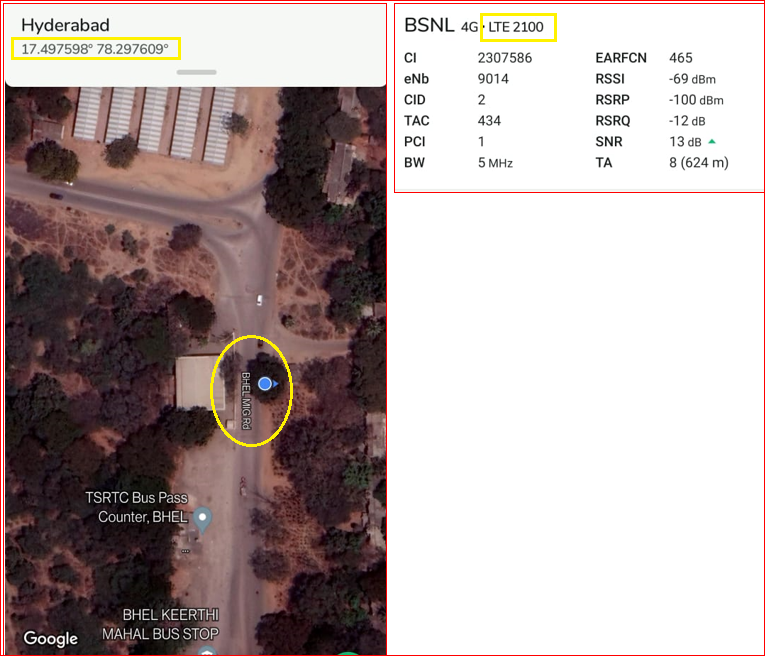 Hyderabad
17.497598° 78.297609°
BHEL MIG Rd
TSRTC Bus Pass
Counter, BHEL
...
BHEL KEERTHI
MAHAL BUS STOP
Google
BSNL 4G · LTE 2100
CI 2307586 EARFCN 465
eNb 9014 RSSI -69 dBm
CID 2 RSRP -100 dBm
TAC 434 RSRQ -12 dB
PCI 1 SNR 13 dB
BW 5 MHz TA 8 (624 m)